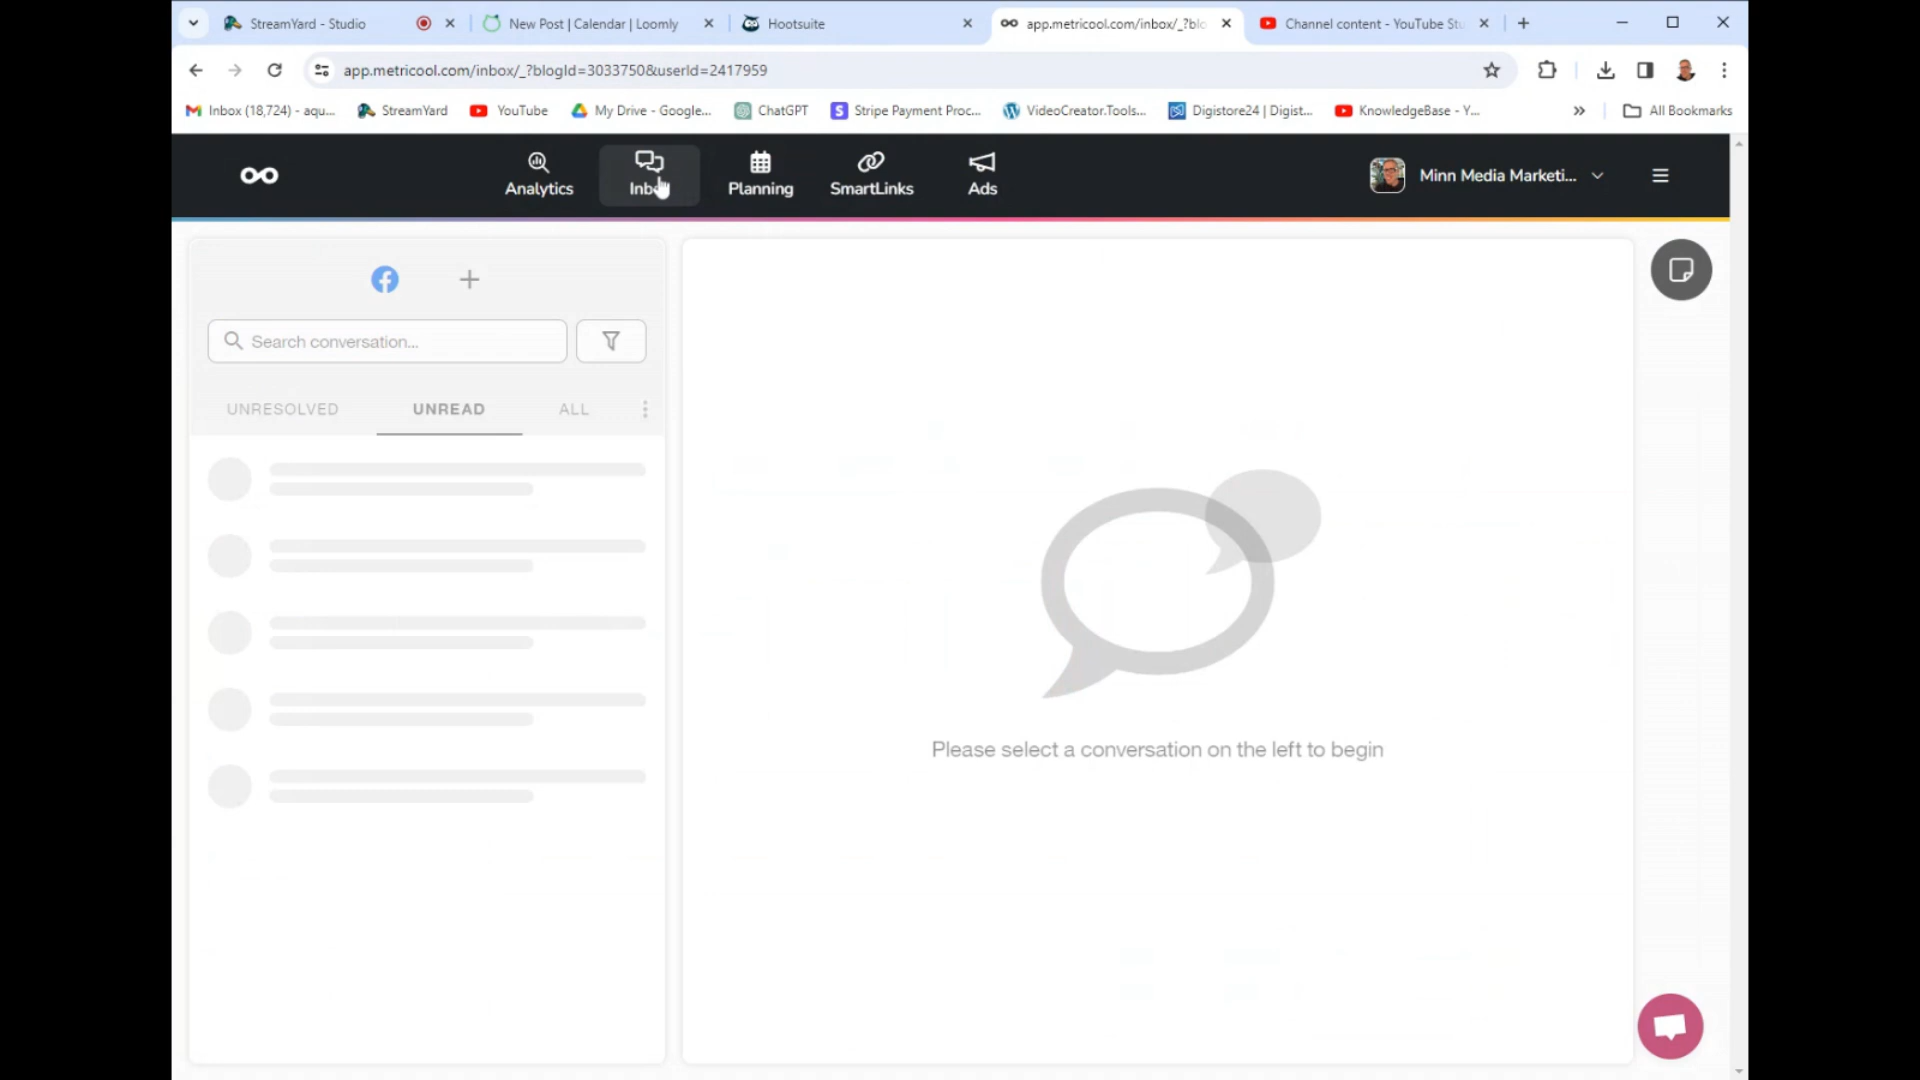 StreamYard - Studio
New Post | Calendar | Loomly
Hootsuite
app.metricool.com/inbox/_?blo
Channel content - YouTube Stu
app.metricool.com/inbox/_?blogId=3033750&userId=2417959
Inbox (18,724) - aqu...
StreamYard
YouTube
My Drive - Google...
ChatGPT
Stripe Payment Proc...
VideoCreator.Tools...
Digistore24 | Digist...
KnowledgeBase - Y...
All Bookmarks
Analytics
Planning
SmartLinks
Ads
Minn Media Marketi...
Search conversation...
UNRESOLVED
UNREAD
ALL
Please select a conversation on the left to begin